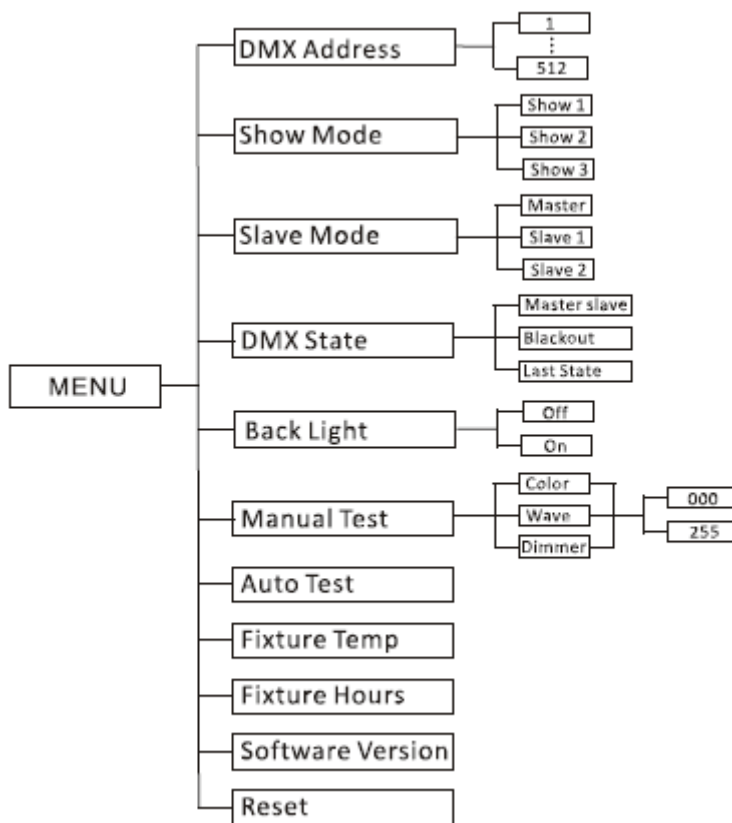 MENU
DMX Address
1
512
Show Mode
Show 1
Show 2
Show 3
Slave Mode
Master
Slave 1
Slave 2
DMX State
Master slave
Blackout
Last State
Back Light
Off
On
Manual Test
Color
Wave
Dimmer
000
255
Auto Test
Fixture Temp
Fixture Hours
Software Version
Reset